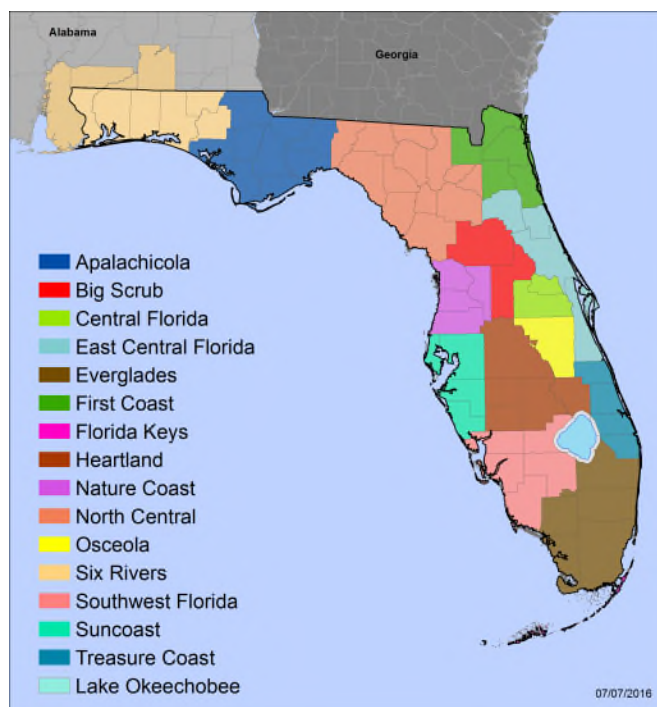 Alabama
Georgia
Apalachicola
Big Scrub
Central Florida
East Central Florida
Everglades
First Coast
Florida Keys
Heartland
Nature Coast
North Central
Osceola
Six Rivers
Southwest Florida
Suncoast
Treasure Coast
Lake Okeechobee
07/07/2016